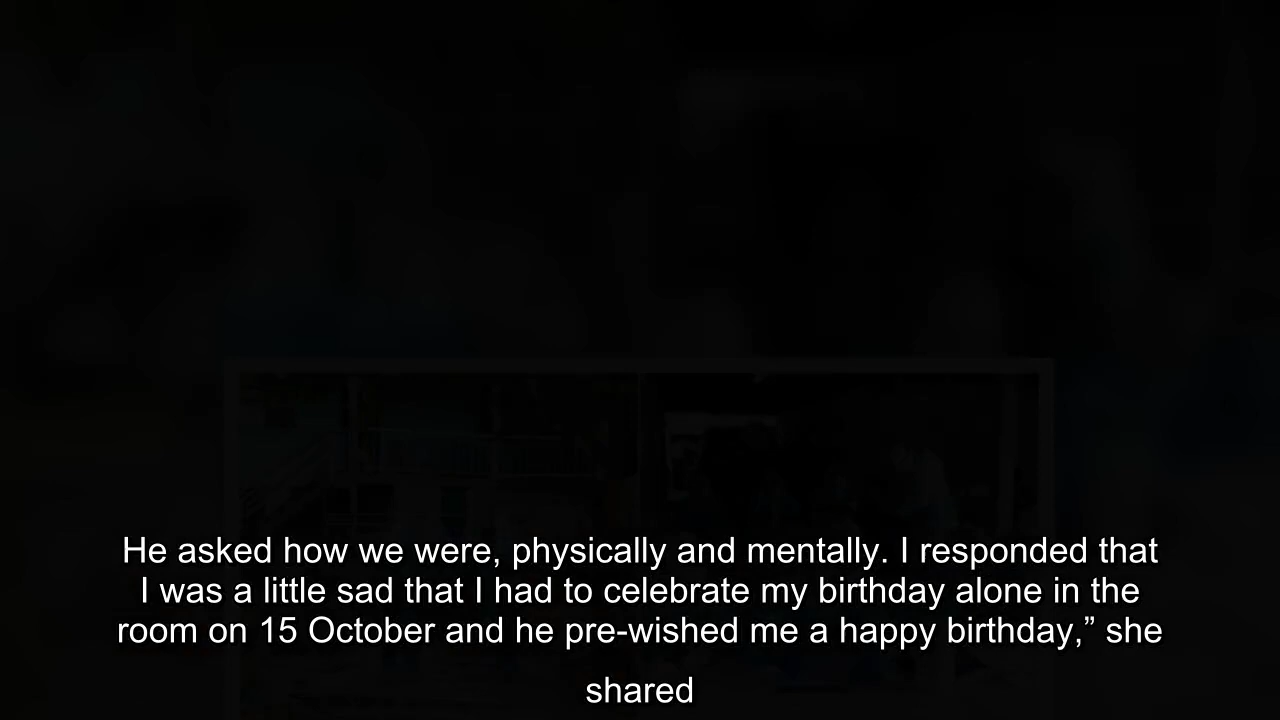 He asked how we were, physically and mentally. I responded that
I was a little sad that I had to celebrate my birthday alone in the
room on 15 October and he pre-wished me a happy birthday,” she
shared